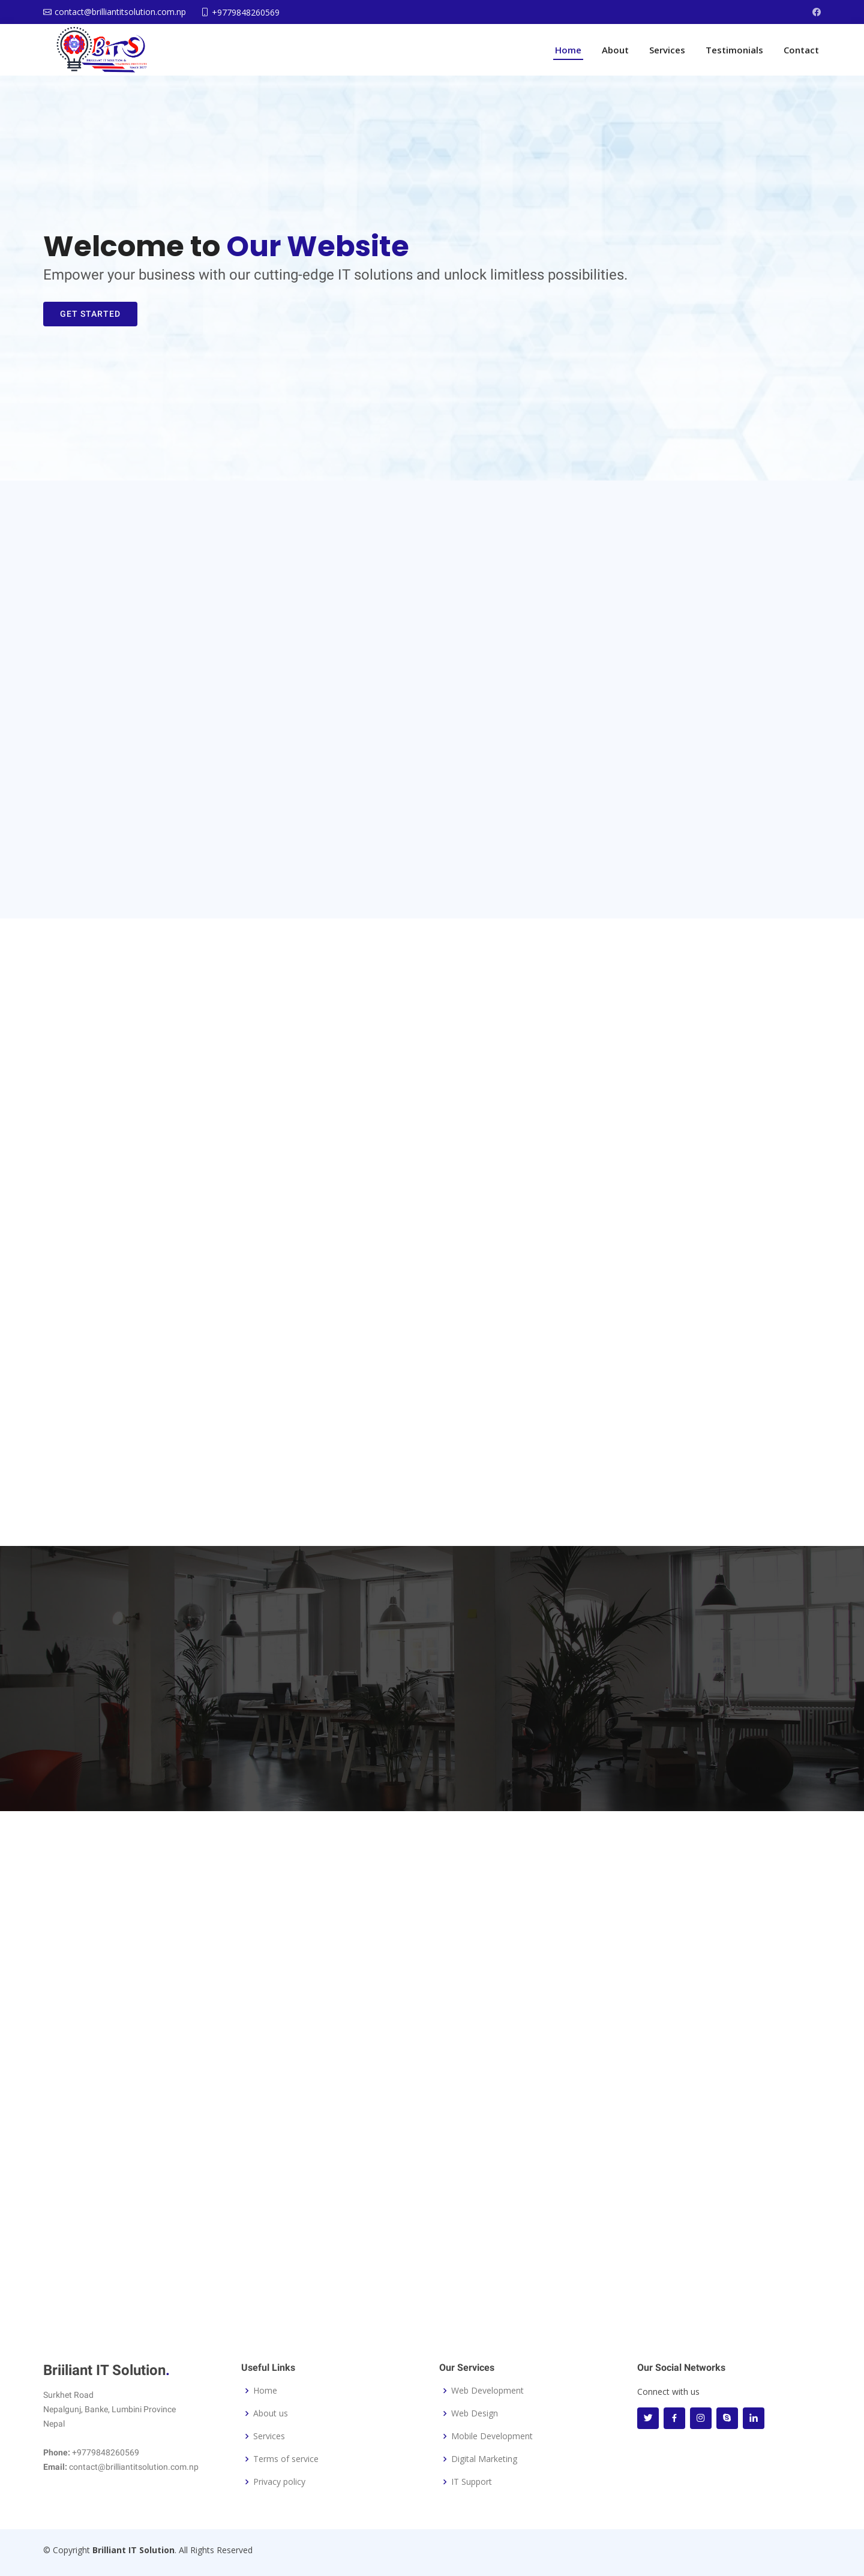 contact@brilliantitsolution.com.np +9779848260569
BiTS
Home About Services Testimonials Contact
Welcome to Our Website
Empower your business with our cutting-edge IT solutions and unlock limitless possibilities.
GET STARTED
Briiliant IT Solution.
Surkhet Road
Nepalgunj, Banke, Lumbini Province
Nepal
Phone: +9779848260569
Email: contact@brilliantitsolution.com.np
Useful Links
Home
About us
Services
Terms of service
Privacy policy
Our Services
Web Development
Web Design
Mobile Development
Digital Marketing
IT Support
Our Social Networks
Connect with us
© Copyright Brilliant IT Solution. All Rights Reserved